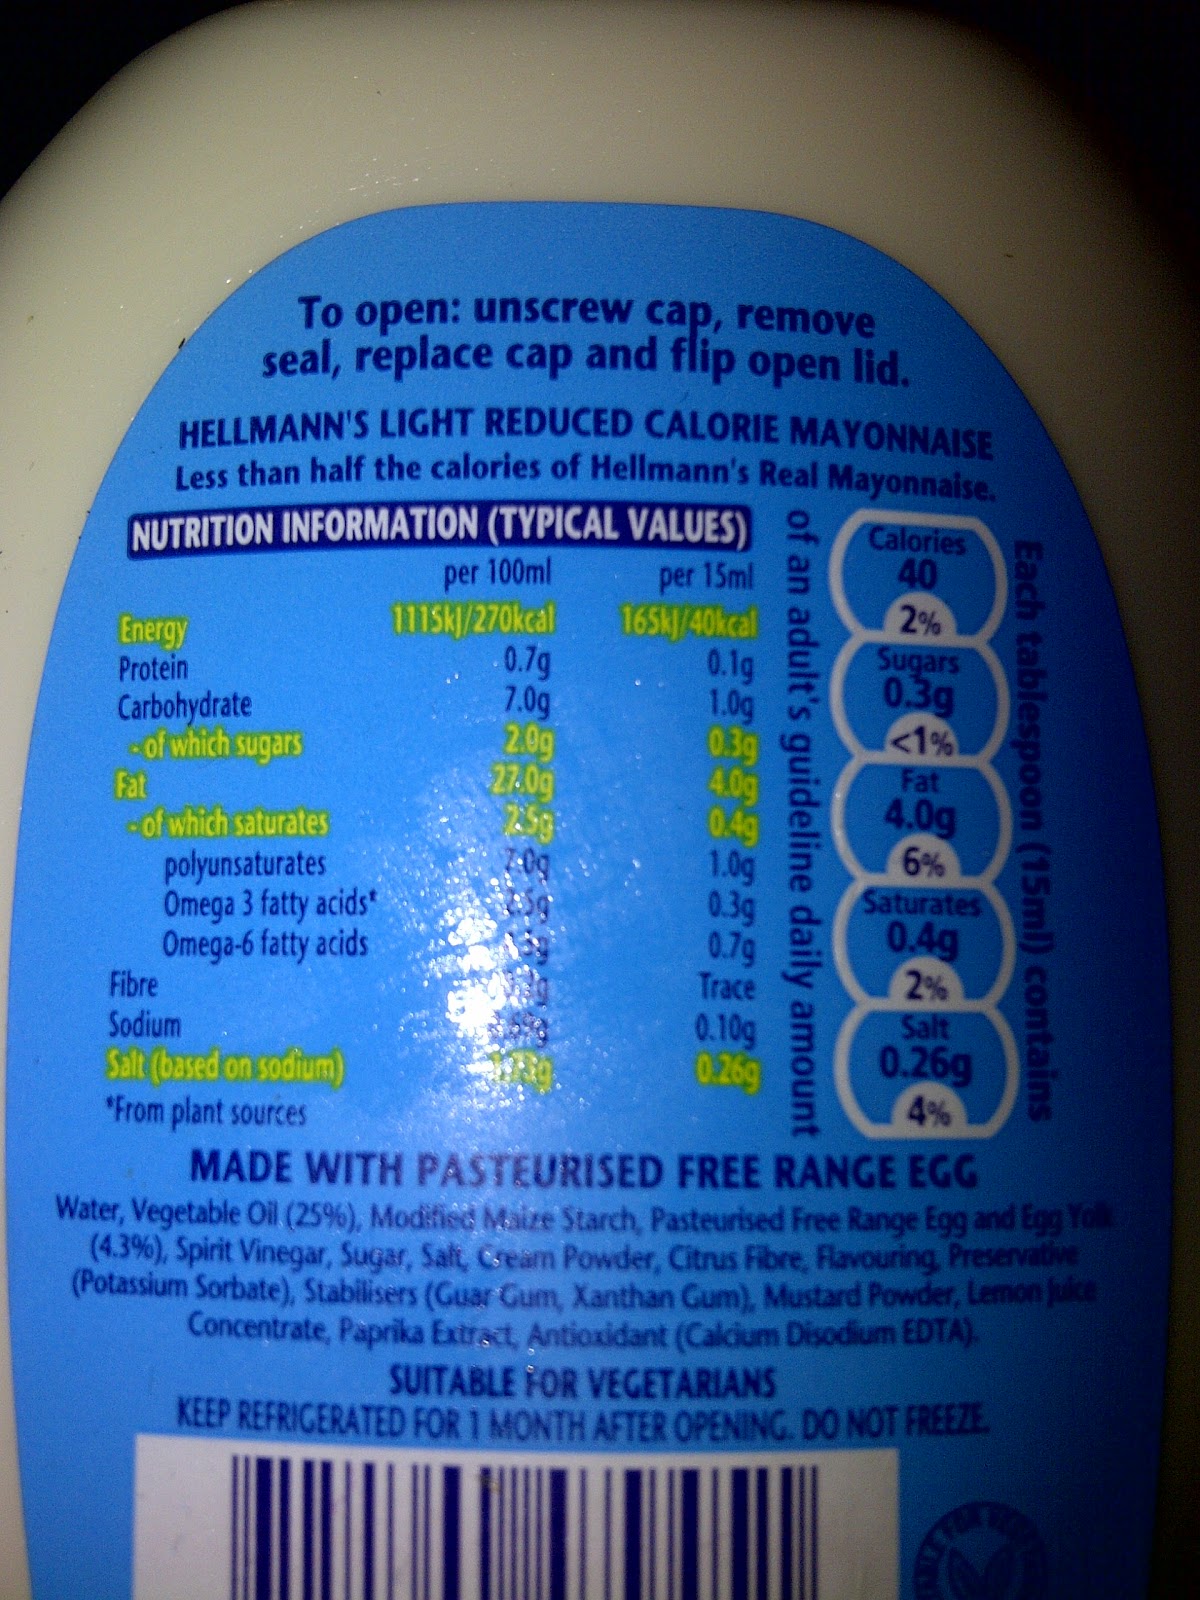 To open: unscrew cap, remove
seal, replace cap and flip open lid.
HELLMANN'S LIGHT REDUCED CALORIE MAYONNAISE
Less than half the calories of Hellmann's Real Mayonnaise.
NUTRITION INFORMATION (TYPICAL VALUES)
per 100ml per 15ml
Energy 1115kJ/270kcal 165kJ/40kcal
Protein 0.7g 0.1g
Carbohydrate 7.0g 1.0g
- of which sugars 2.0g 0.3g
Fat 27.0g 4.0g
- of which saturates 2.5g 0.4g
polyunsaturates 7.0g 1.0g
Omega 3 fatty acids* 0.3g
Omega-6 fatty acids 0.7g
Fibre Trace
Sodium 0.10g
Salt (based on sodium) 1.73g 0.26g
*From plant sources
Each tablespoon (15ml) contains
Calories
40
2%
Sugars
0.3g
<1%
Fat
4.0g
6%
Saturates
0.4g
2%
Salt
0.26g
4%
of an adult's guideline daily amount
MADE WITH PASTEURISED FREE RANGE EGG
Water, Vegetable Oil (25%), Modified Maize Starch, Pasteurised Free Range Egg and Egg Yolk
(4.3%), Spirit Vinegar, Sugar, Salt, Cream Powder, Citrus Fibre, Flavouring, Preservative
(Potassium Sorbate), Stabilisers (Guar Gum, Xanthan Gum), Mustard Powder, Lemon Juice
Concentrate, Paprika Extract, Antioxidant (Calcium Disodium EDTA).
SUITABLE FOR VEGETARIANS
KEEP REFRIGERATED FOR 1 MONTH AFTER OPENING. DO NOT FREEZE.